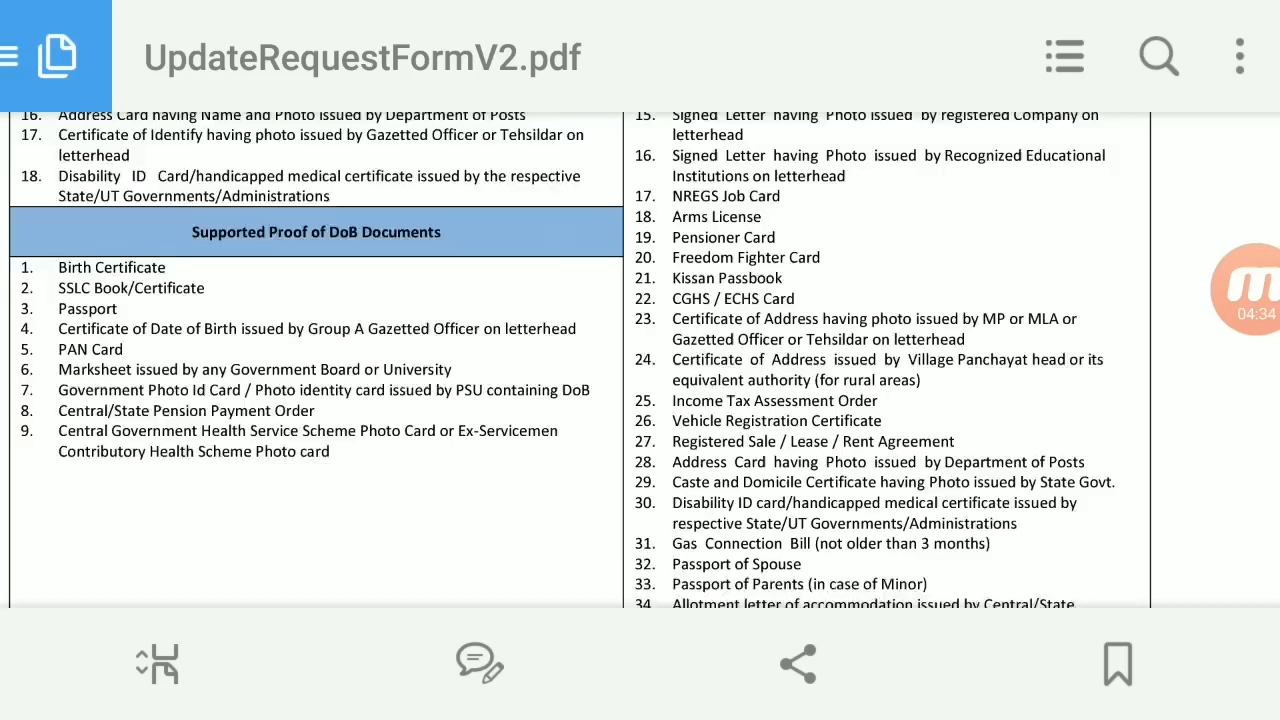 UpdateRequestFormV2.pdf
16. Address Card having Name and Photo issued by Department of Posts
17. Certificate of Identify having photo issued by Gazetted Officer or Tehsildar on
letterhead
18. Disability ID Card/handicapped medical certificate issued by the respective
State/UT Governments/Administrations
Supported Proof of DoB Documents
1. Birth Certificate
2. SSLC Book/Certificate
3. Passport
4. Certificate of Date of Birth issued by Group A Gazetted Officer on letterhead
5. PAN Card
6. Marksheet issued by any Government Board or University
7. Government Photo Id Card / Photo identity card issued by PSU containing DoB
8. Central/State Pension Payment Order
9. Central Government Health Service Scheme Photo Card or Ex-Servicemen
Contributory Health Scheme Photo card
15. Signed Letter having Photo issued by registered Company on
letterhead
16. Signed Letter having Photo issued by Recognized Educational
Institutions on letterhead
17. NREGS Job Card
18. Arms License
19. Pensioner Card
20. Freedom Fighter Card
21. Kissan Passbook
22. CGHS / ECHS Card
23. Certificate of Address having photo issued by MP or MLA or
Gazetted Officer or Tehsildar on letterhead
24. Certificate of Address issued by Village Panchayat head or its
equivalent authority (for rural areas)
25. Income Tax Assessment Order
26. Vehicle Registration Certificate
27. Registered Sale / Lease / Rent Agreement
28. Address Card having Photo issued by Department of Posts
29. Caste and Domicile Certificate having Photo issued by State Govt.
30. Disability ID card/handicapped medical certificate issued by
respective State/UT Governments/Administrations
31. Gas Connection Bill (not older than 3 months)
32. Passport of Spouse
33. Passport of Parents (in case of Minor)
34. Allotment letter of accommodation issued by Central/State
m
04:34